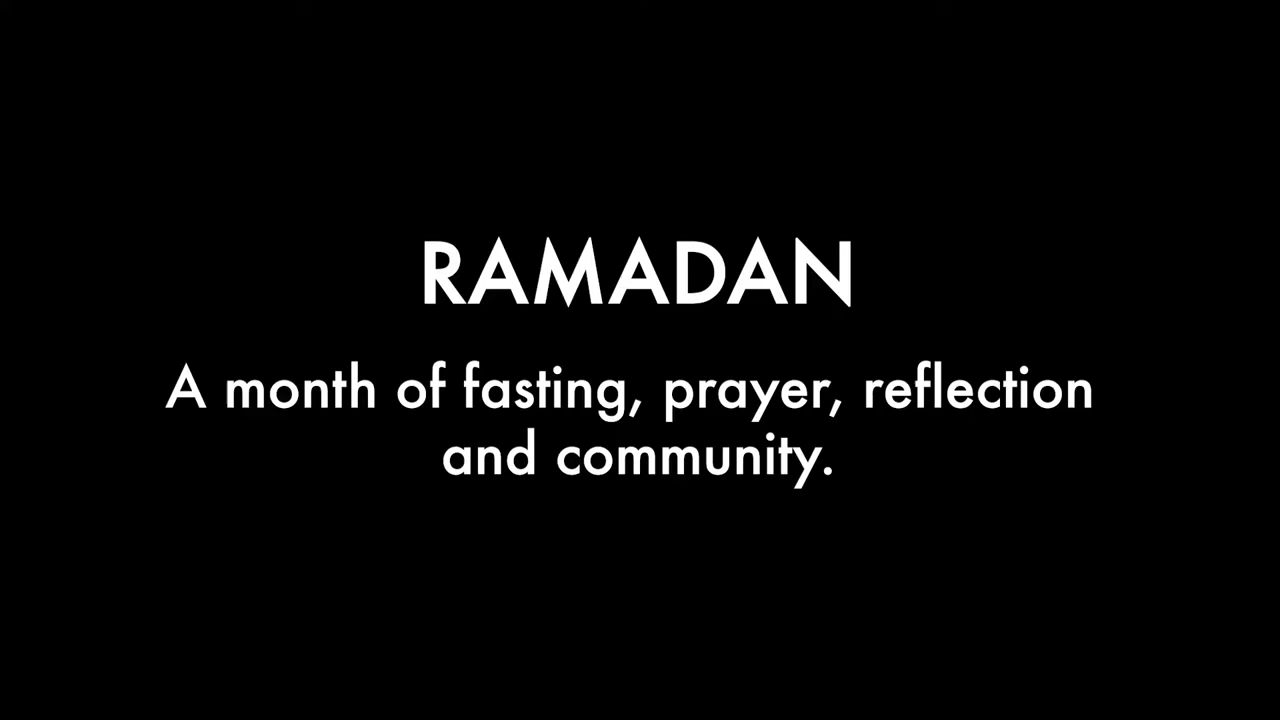 RAMADAN
A month of fasting, prayer, reflection
and community.